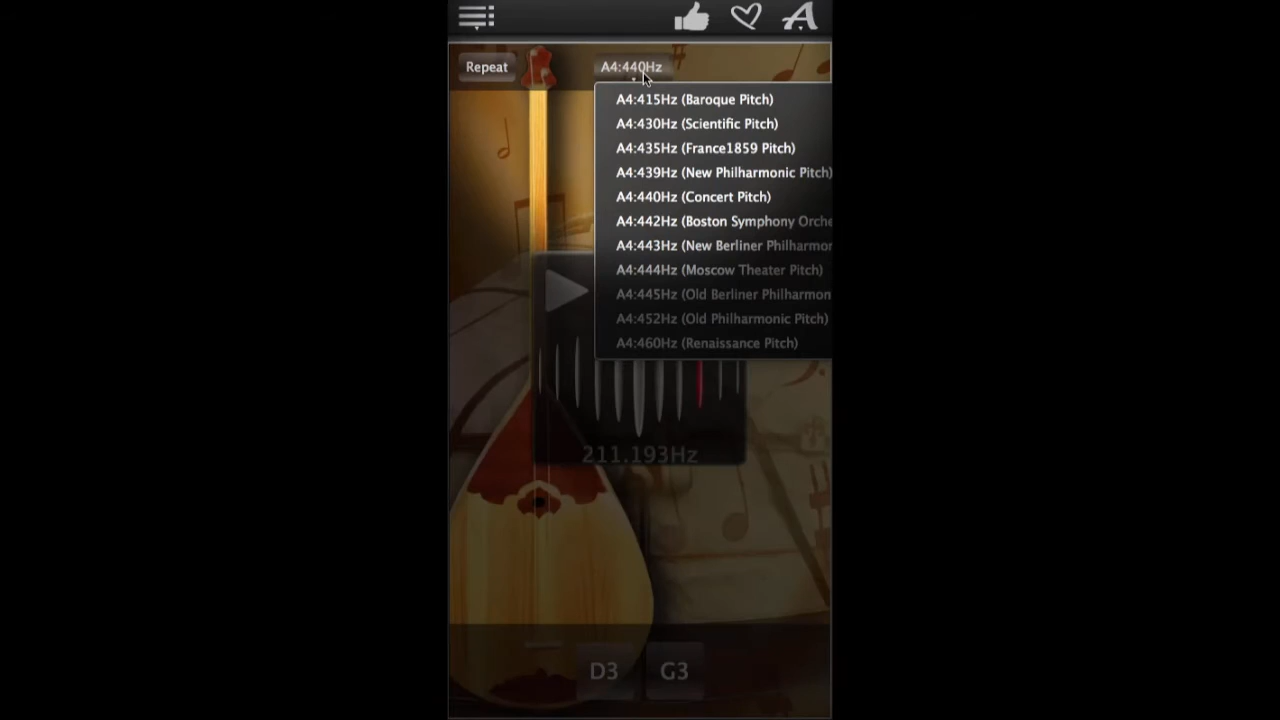 Repeat
A4:440Hz
A4:415Hz (Baroque Pitch)
A4:430Hz (Scientific Pitch)
A4:435Hz (France1859 Pitch)
A4:439Hz (New Philharmonic Pitch)
A4:440Hz (Concert Pitch)
A4:442Hz (Boston Symphony Orche
A4:443Hz (New Berliner Philharmon
A4:444Hz (Moscow Theater Pitch)
A4:445Hz (Old Berliner Philharmon
A4:452Hz (Old Philharmonic Pitch)
A4:460Hz (Renaissance Pitch)
211.193Hz
D3 G3